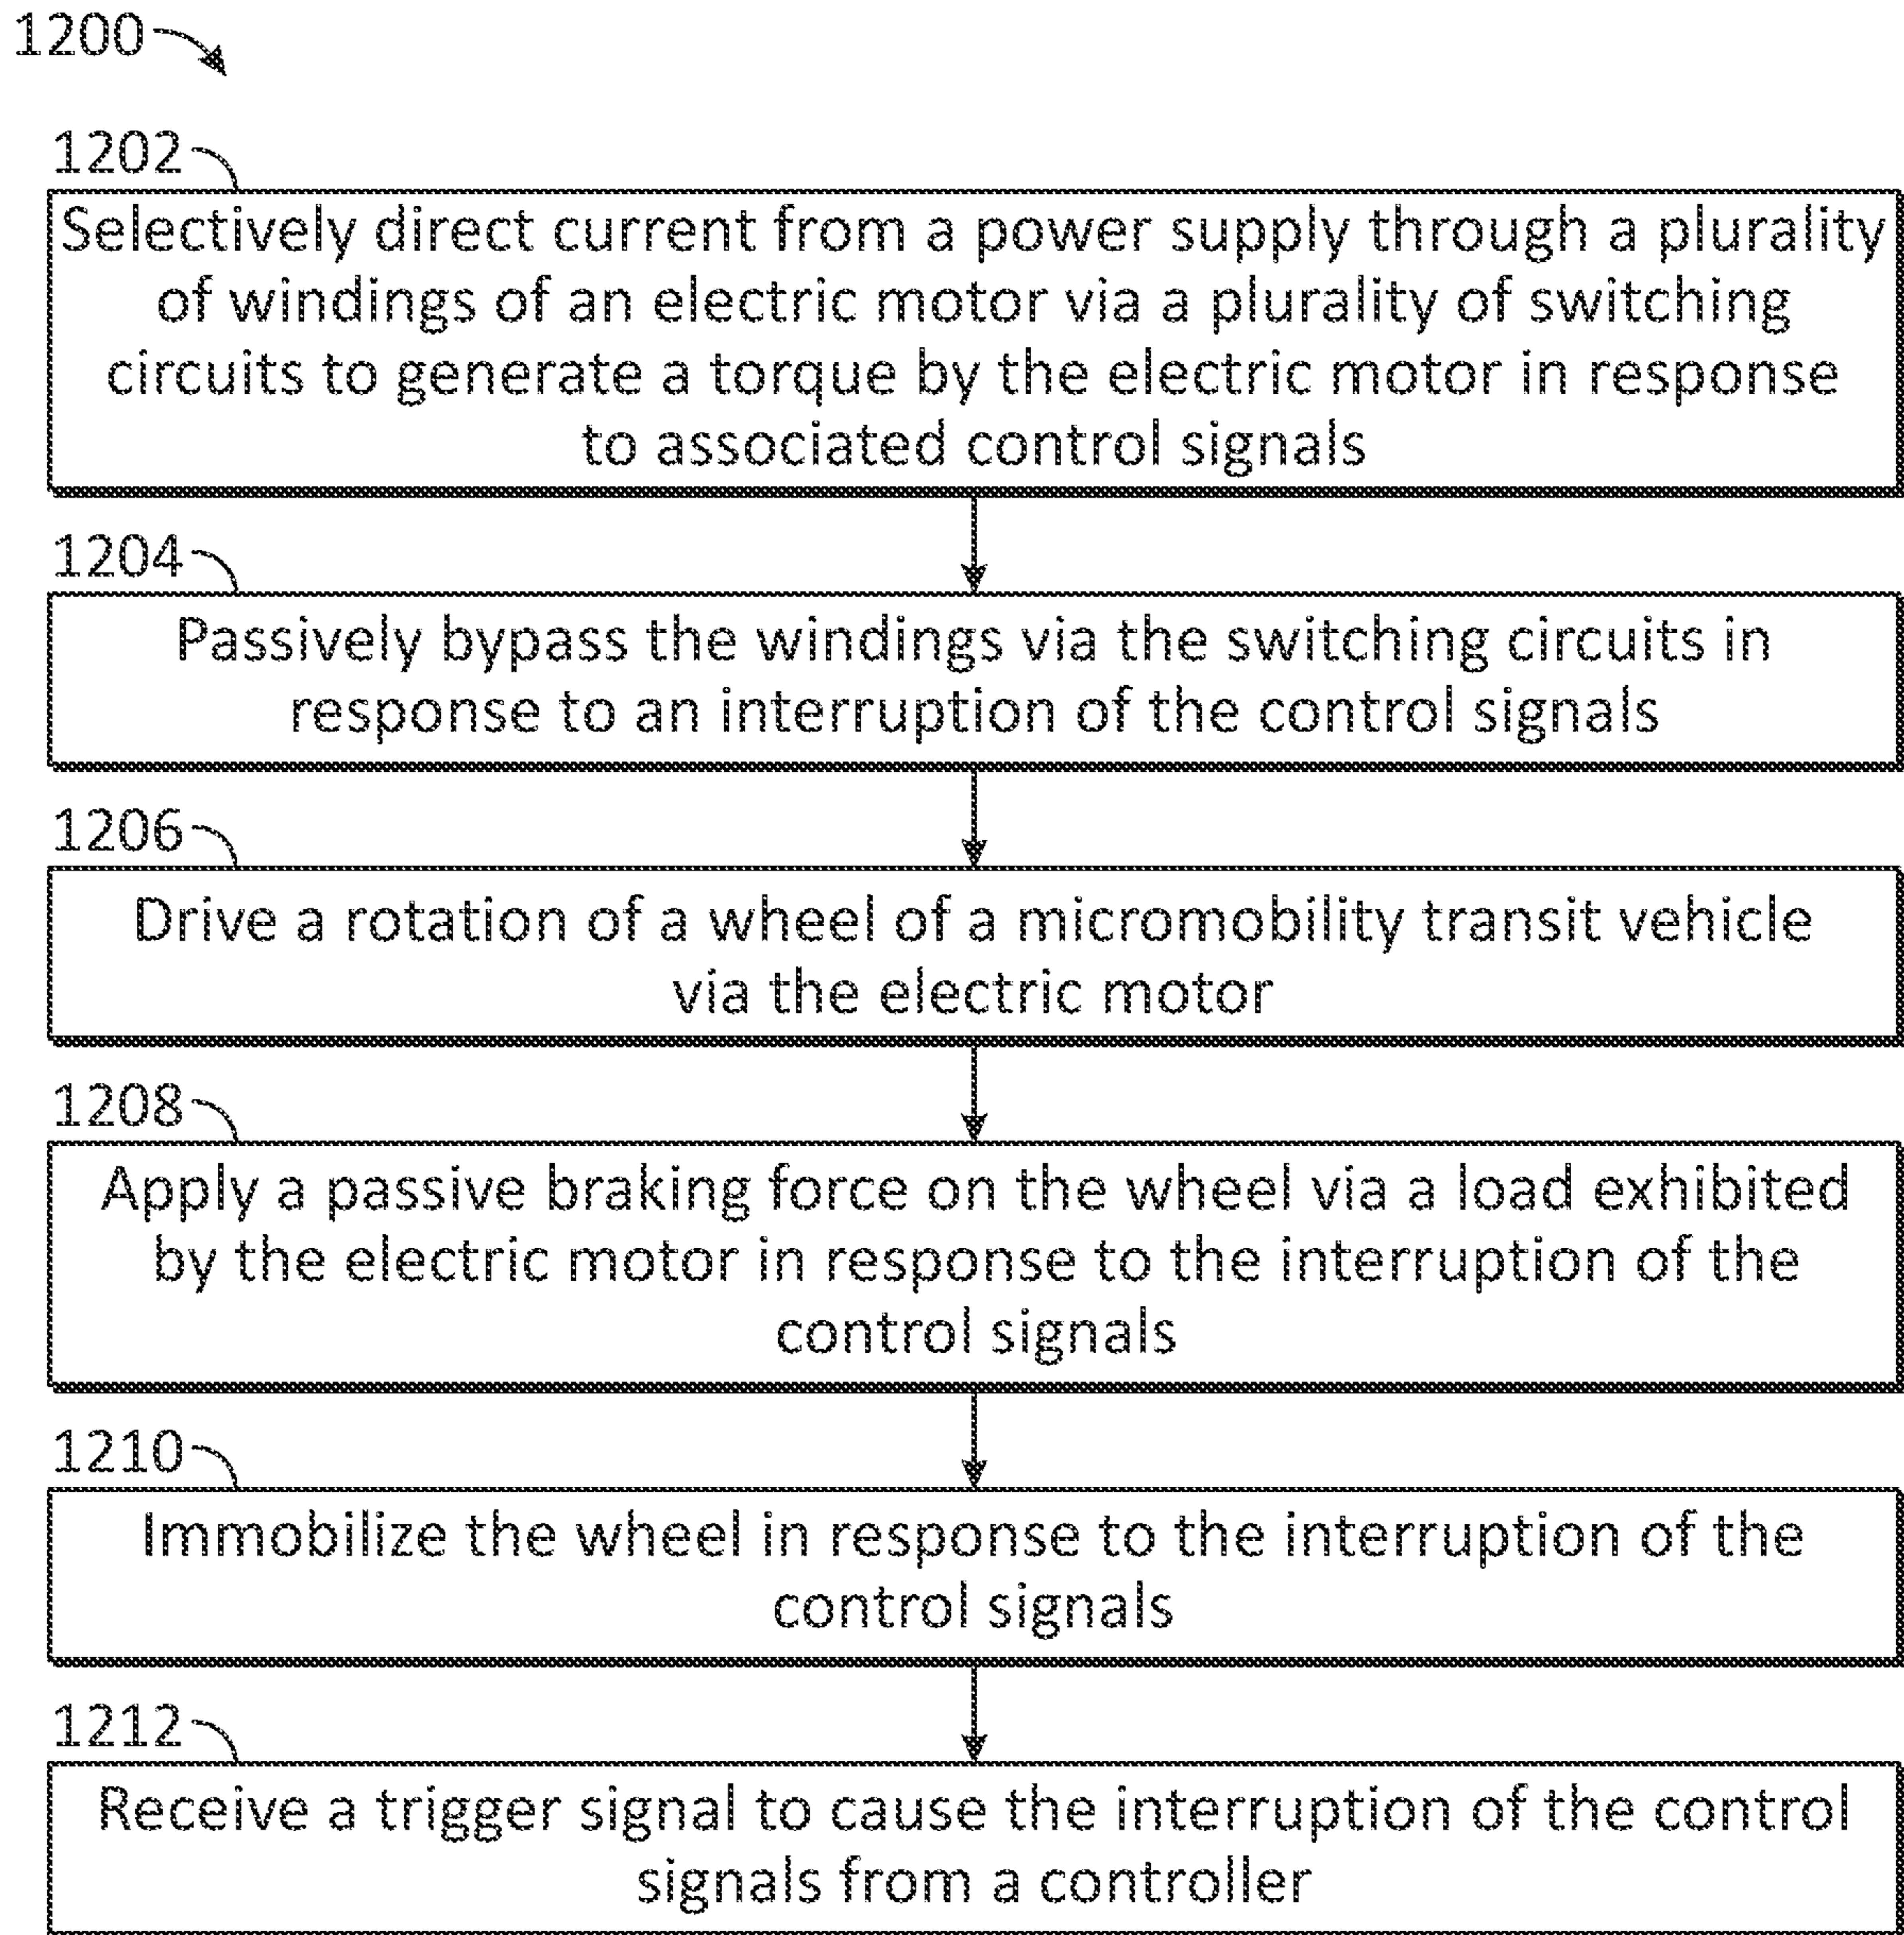 1200
1202
Selectively direct current from a power supply through a plurality
of windings of an electric motor via a plurality of switching
circuits to generate a torque by the electric motor in response
to associated control signals
1204
Passively bypass the windings via the switching circuits in
response to an interruption of the control signals
1206
Drive a rotation of a wheel of a micromobility transit vehicle
via the electric motor
1208
Apply a passive braking force on the wheel via a load exhibited
by the electric motor in response to the interruption of the
control signals
1210
Immobilize the wheel in response to the interruption of the
control signals
1212
Receive a trigger signal to cause the interruption of the control
signals from a controller